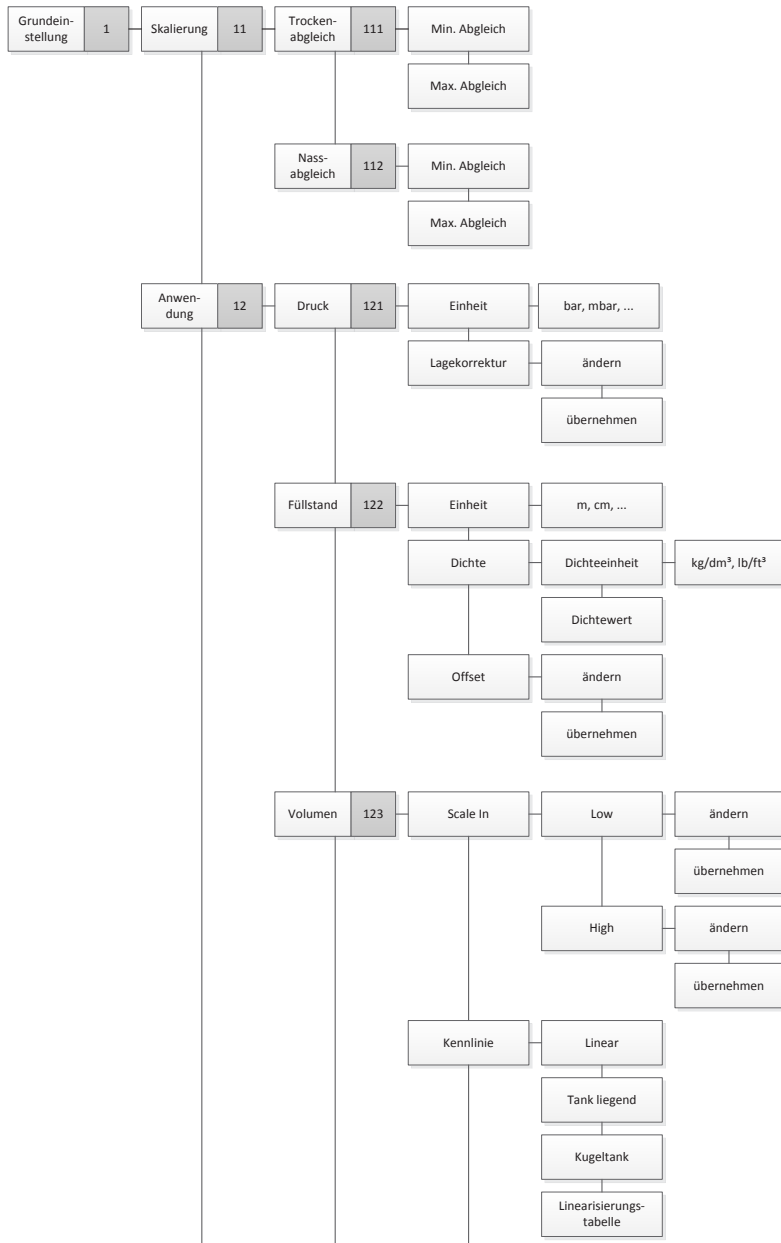 Grundein-
stellung
1
Skalierung
11
Trocken-
abgleich
111
Min. Abgleich
Max. Abgleich
Nass-
abgleich
112
Min. Abgleich
Max. Abgleich
Anwen-
dung
12
Druck
121
Einheit
bar, mbar, ...
Lagekorrektur
ändern
übernehmen
Füllstand
122
Einheit
m, cm, ...
Dichte
Dichteeinheit
kg/dm³, lb/ft³
Dichtewert
Offset
ändern
übernehmen
Volumen
123
Scale In
Low
ändern
übernehmen
High
ändern
übernehmen
Kennlinie
Linear
Tank liegend
Kugeltank
Linearisierungs-
tabelle